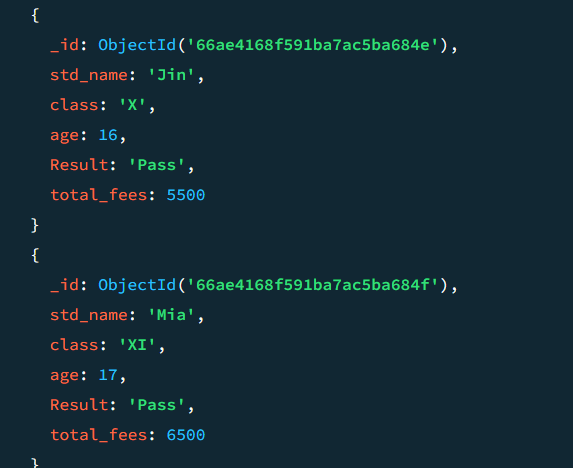 {
_id: ObjectId('66ae4168f591ba7ac5ba684e'),
std_name: 'Jin',
class: 'X',
age: 16,
Result: 'Pass',
total_fees: 5500
}
{
_id: ObjectId('66ae4168f591ba7ac5ba684f'),
std_name: 'Mia',
class: 'XI',
age: 17,
Result: 'Pass',
total_fees: 6500
}